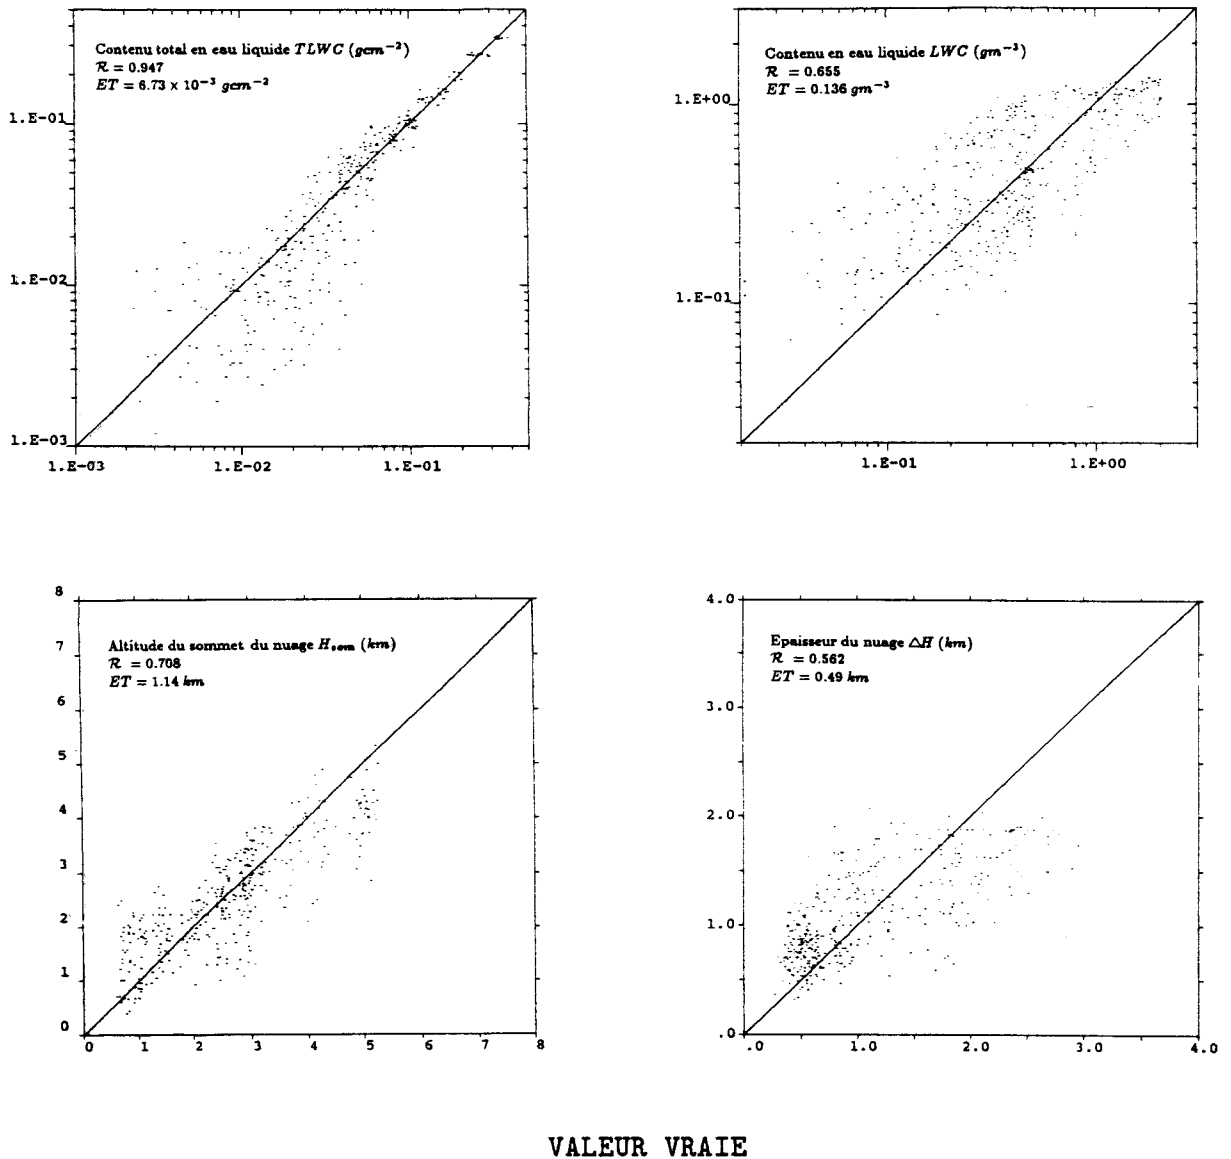 Contenu total en eau liquide TLWC (gcm⁻²)
R = 0.947
ET = 6.73 × 10⁻³ gcm⁻²
1.E-01
1.E-02
1.E-03
1.E-03 1.E-02 1.E-01
Contenu en eau liquide LWC (gm⁻³)
R = 0.655
ET = 0.136 gm⁻³
1.E+00
1.E-01
1.E-01 1.E+00
8
7
6
5
4
3
2
1
0
Altitude du sommet du nuage H_som (km)
R = 0.708
ET = 1.14 km
0 1 2 3 4 5 6 7 8
4.0
3.0
2.0
1.0
.0
Epaisseur du nuage △H (km)
R = 0.562
ET = 0.49 km
.0 1.0 2.0 3.0 4.0
VALEUR VRAIE